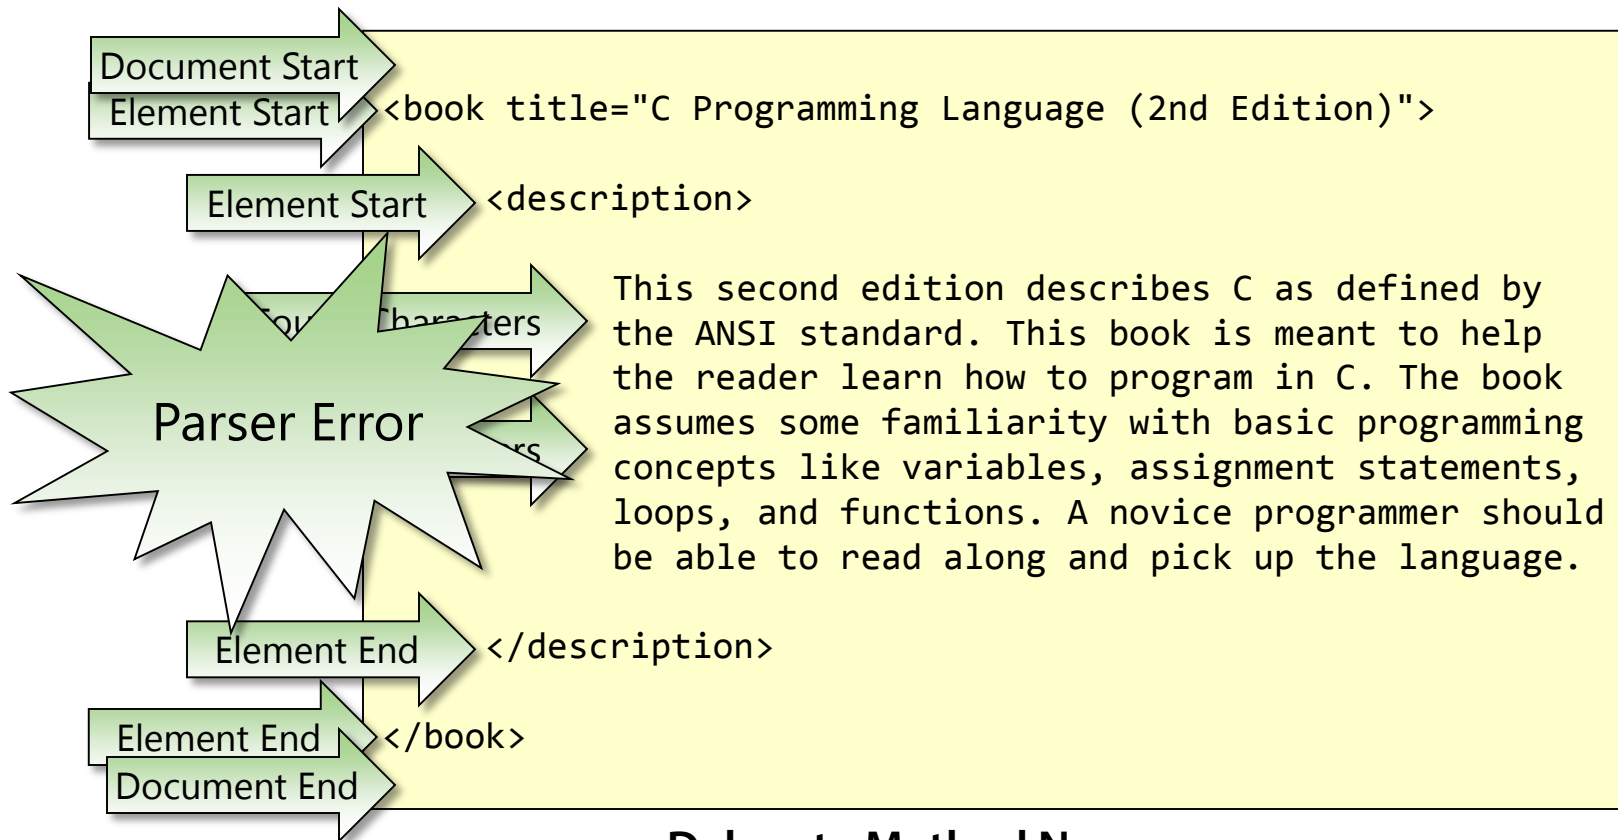 Document Start
Element Start
<book title="C Programming Language (2nd Edition)">
Element Start
<description>
This second edition describes C as defined by
the ANSI standard. This book is meant to help
the reader learn how to program in C. The book
assumes some familiarity with basic programming
concepts like variables, assignment statements,
loops, and functions. A novice programmer should
be able to read along and pick up the language.
Parser Error
Element End
</description>
Element End
</book>
Document End